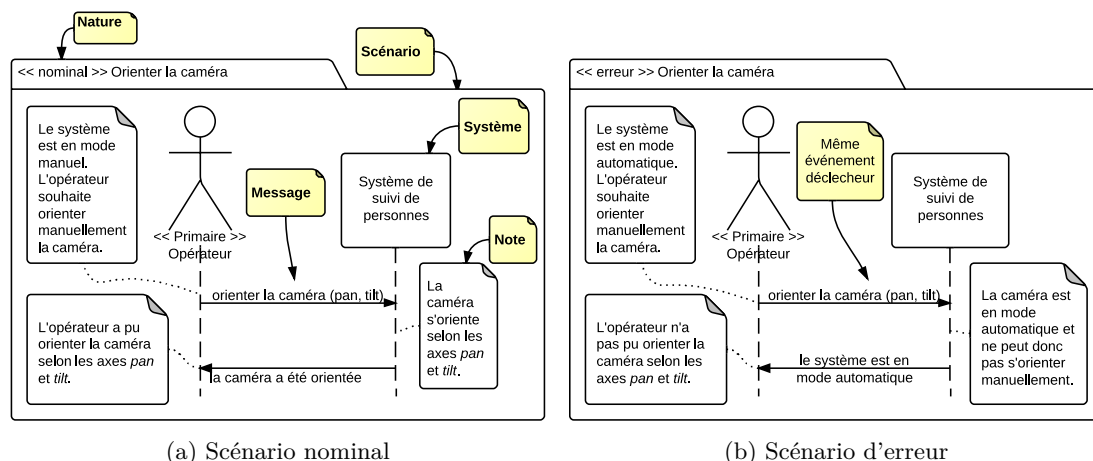 Nature
Scénario
<< nominal >> Orienter la caméra
Le système
est en mode
manuel.
L'opérateur
souhaite
orienter
manuellement
la caméra.
Système
Message
Système de
suivi de
personnes
<< Primaire >>
Opérateur
Note
orienter la caméra (pan, tilt)
La
caméra
s'oriente
selon les
axes pan
et tilt.
L'opérateur a pu
orienter la caméra
selon les axes pan
et tilt.
la caméra a été orientée
(a) Scénario nominal
<< erreur >> Orienter la caméra
Le système
est en mode
automatique.
L'opérateur
souhaite
orienter
manuellement
la caméra.
Même
événement
déclecheur
Système de
suivi de
personnes
<< Primaire >>
Opérateur
orienter la caméra (pan, tilt)
La caméra est
en mode
automatique et
ne peut donc
pas s'orienter
manuellement.
L'opérateur n'a
pas pu orienter la
caméra selon les
axes pan et tilt.
le système est en
mode automatique
(b) Scénario d'erreur